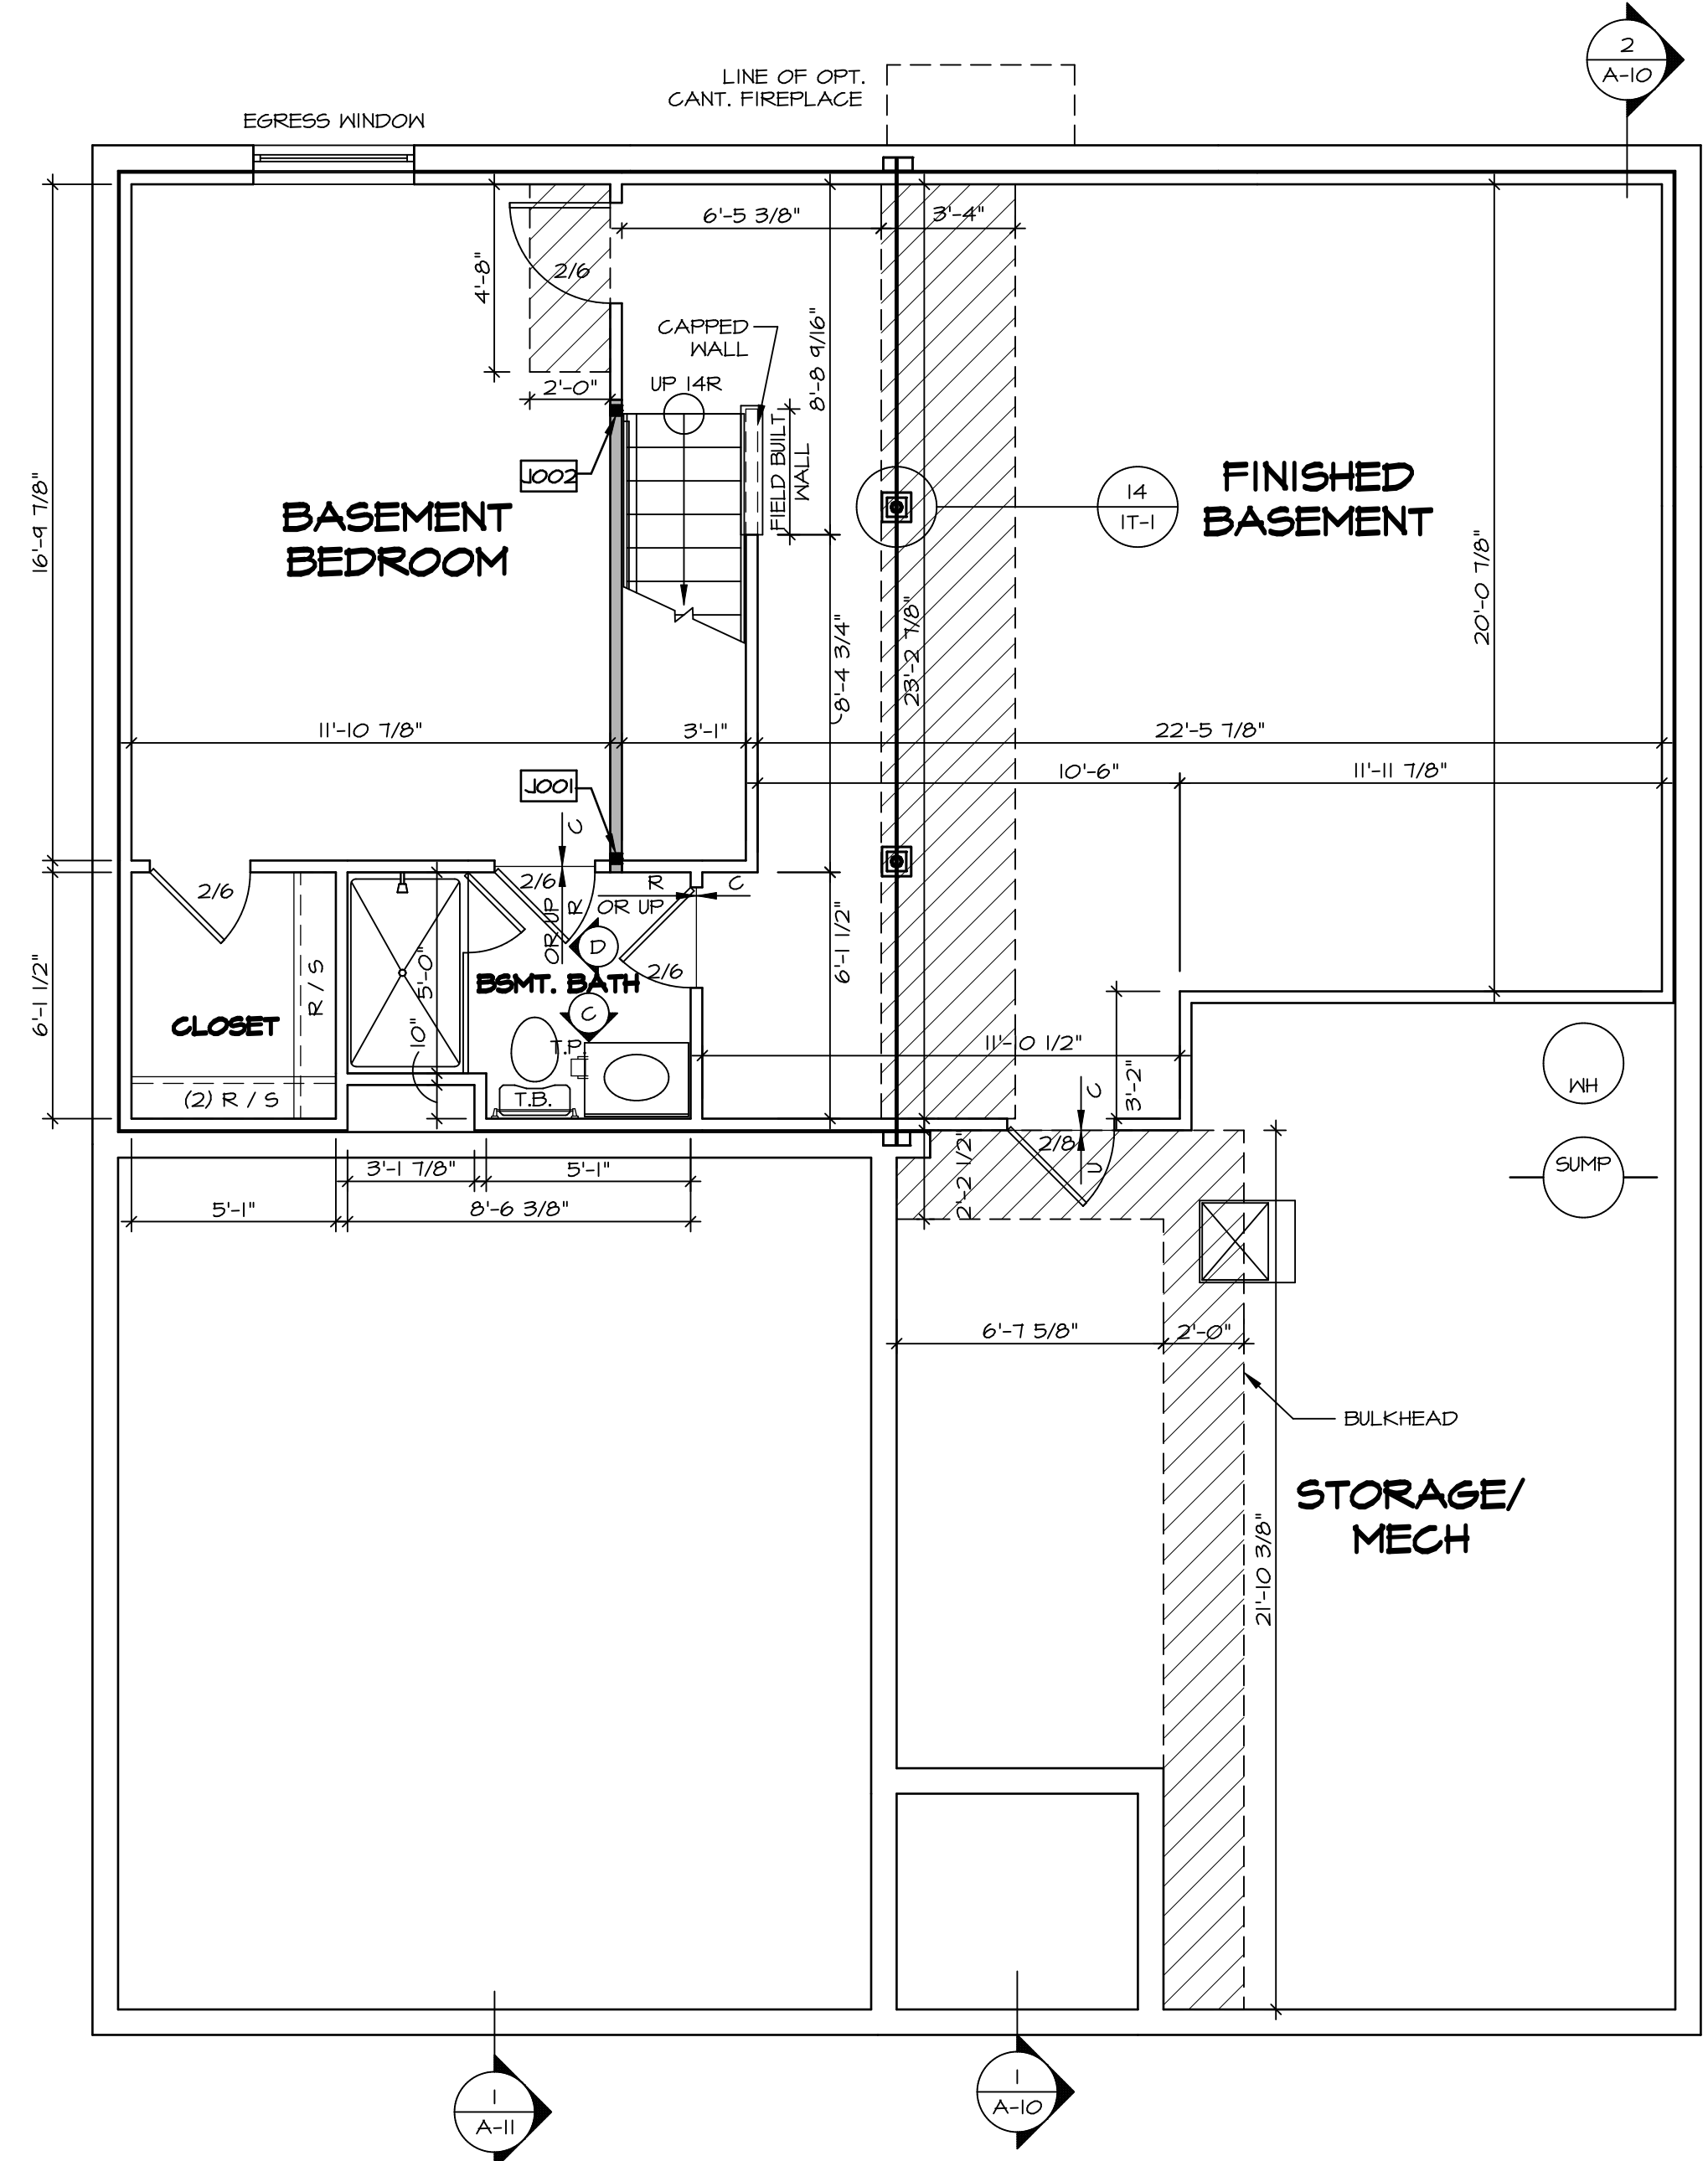 2
A-10
LINE OF OPT.
CANT. FIREPLACE
EGRESS WINDOW
6'-5 3/8"
3'-4"
4'-8"
2/6
CAPPED
WALL
8'-8 9/16"
2'-0"
UP 14R
FIELD BUILT
WALL
J002
14
1T-1
FINISHED
BASEMENT
BASEMENT
BEDROOM
16'-9 7/8"
20'-0 7/8"
8'-4 3/4"
23'-2 7/8"
11'-10 7/8"
3'-1"
22'-5 7/8"
10'-6"
11'-11 7/8"
J001
C
2/6
2/6
R
C
OR UP
R
OR UP
D
2/6
6'-1 1/2"
6'-1 1/2"
R / S
5'-0"
BSMT. BATH
C
CLOSET
10"
T.P.
11'-0 1/2"
WH
(2) R / S
T.B.
C
3'-2"
2/8
U
2'-2 1/2"
SUMP
3'-1 7/8"
5'-1"
5'-1"
8'-6 3/8"
6'-7 5/8"
2'-0"
BULKHEAD
STORAGE/
MECH
21'-10 3/8"
1
A-11
1
A-10